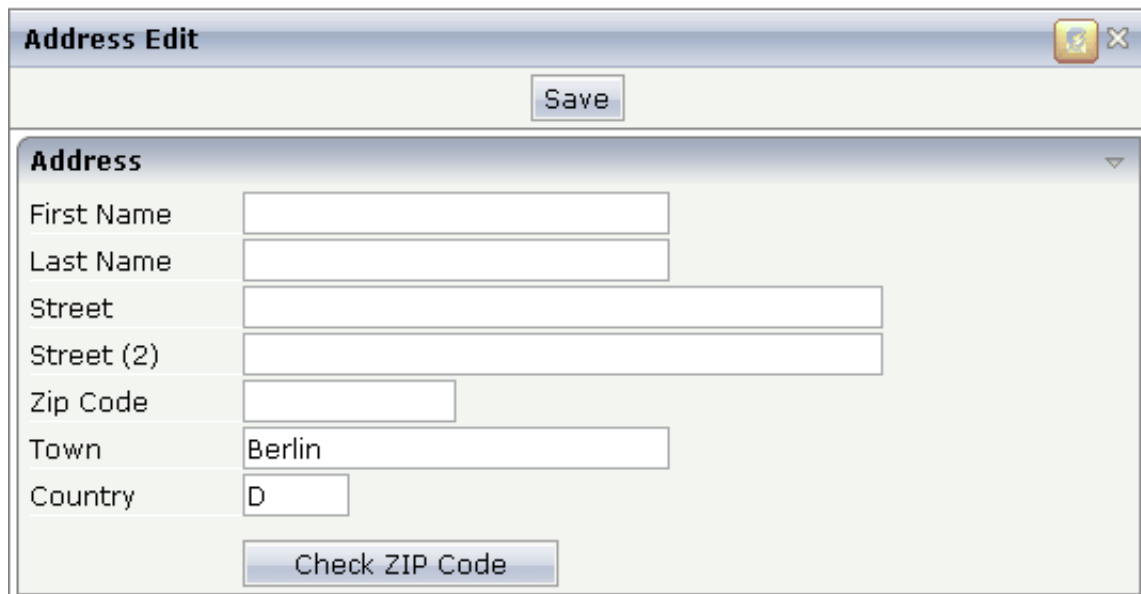 Address Edit
Save
Address
First Name
Last Name
Street
Street (2)
Zip Code
Town Berlin
Country D
Check ZIP Code